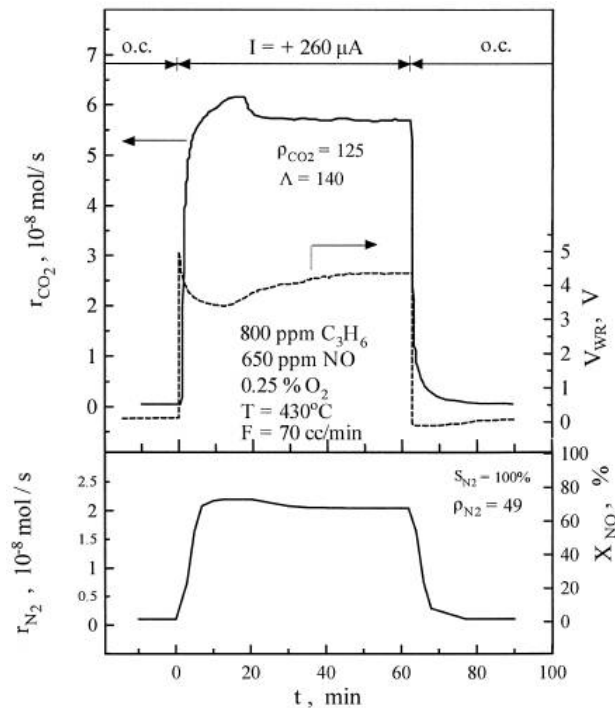 o.c.
I = + 260 μA
o.c.
7
6
5
4
3
2
1
0
r_CO2 , 10^-8 mol/ s
ρ_CO2 = 125
Λ = 140
800 ppm C3H6
650 ppm NO
0.25 % O2
T = 430°C
F = 70 cc/min
5
4
3
2
1
0
V_WR, V
2.5
2
1.5
1
0.5
0
r_N2 , 10^-8 mol / s
S_N2 = 100%
ρ_N2 = 49
100
80
60
40
20
0
X_NO, %
0 20 40 60 80 100
t , min